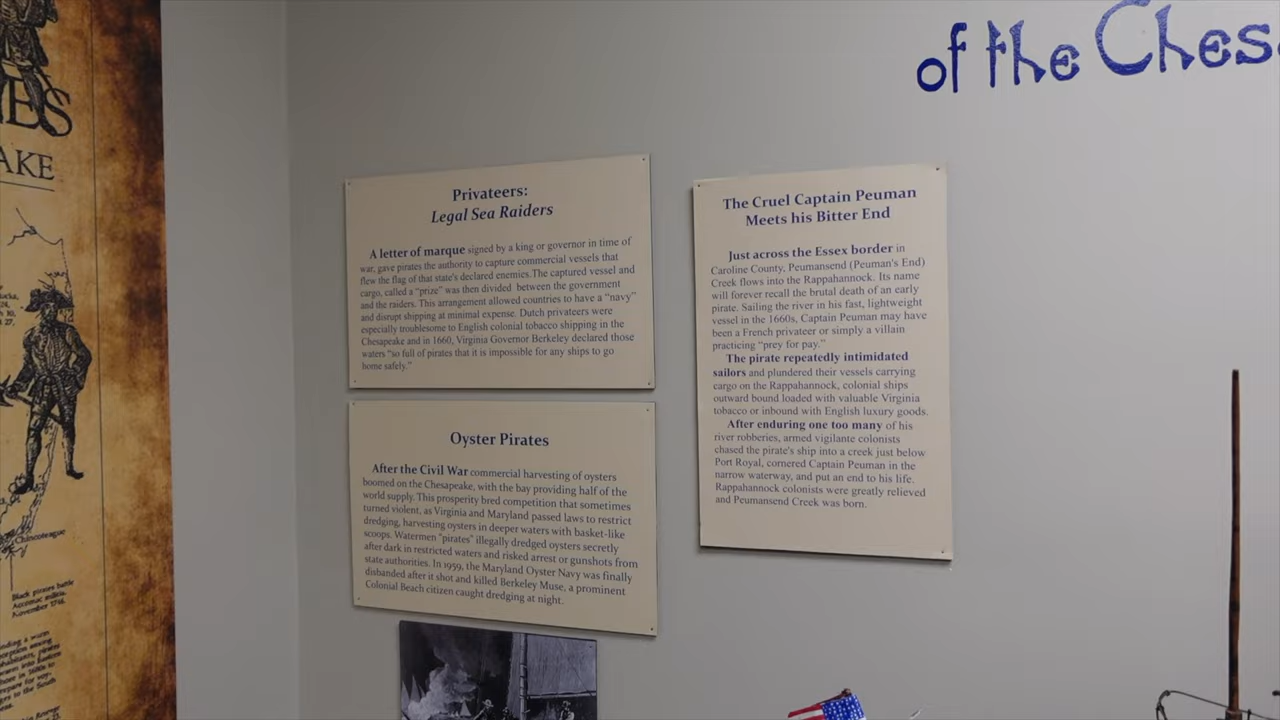 of the Ches
ES
AKE
Privateers:
Legal Sea Raiders
A letter of marque signed by a king or governor in time of
war, gave pirates the authority to capture commercial vessels that
flew the flag of that state's declared enemies.The captured vessel and
cargo, called a "prize" was then divided between the government
and the raiders. This arrangement allowed countries to have a "navy"
and disrupt shipping at minimal expense. Dutch privateers were
especially troublesome to English colonial tobacco shipping in the
Chesapeake and in 1660, Virginia Governor Berkeley declared those
waters "so full of pirates that it is impossible for any ships to go
home safely."
Oyster Pirates
After the Civil War commercial harvesting of oysters
boomed on the Chesapeake, with the bay providing half of the
world supply. This prosperity bred competition that sometimes
turned violent, as Virginia and Maryland passed laws to restrict
dredging, harvesting oysters in deeper waters with basket-like
scoops. Watermen "pirates" illegally dredged oysters secretly
after dark in restricted waters and risked arrest or gunshots from
state authorities. In 1959, the Maryland Oyster Navy was finally
disbanded after it shot and killed Berkeley Muse, a prominent
Colonial Beach citizen caught dredging at night.
The Cruel Captain Peuman
Meets his Bitter End
Just across the Essex border in
Caroline County, Peumansend (Peuman's End)
Creek flows into the Rappahannock. Its name
will forever recall the brutal death of an early
pirate. Sailing the river in his fast, lightweight
vessel in the 1660s, Captain Peuman may have
been a French privateer or simply a villain
practicing "prey for pay."
The pirate repeatedly intimidated
sailors and plundered their vessels carrying
cargo on the Rappahannock, colonial ships
outward bound loaded with valuable Virginia
tobacco or inbound with English luxury goods.
After enduring one too many of his
river robberies, armed vigilante colonists
chased the pirate's ship into a creek just below
Port Royal, cornered Captain Peuman in the
narrow waterway, and put an end to his life.
Rappahannock colonists were greatly relieved
and Peumansend Creek was born.
Chincoteague
Black pirates battle
Accomac militia,
November 1781.